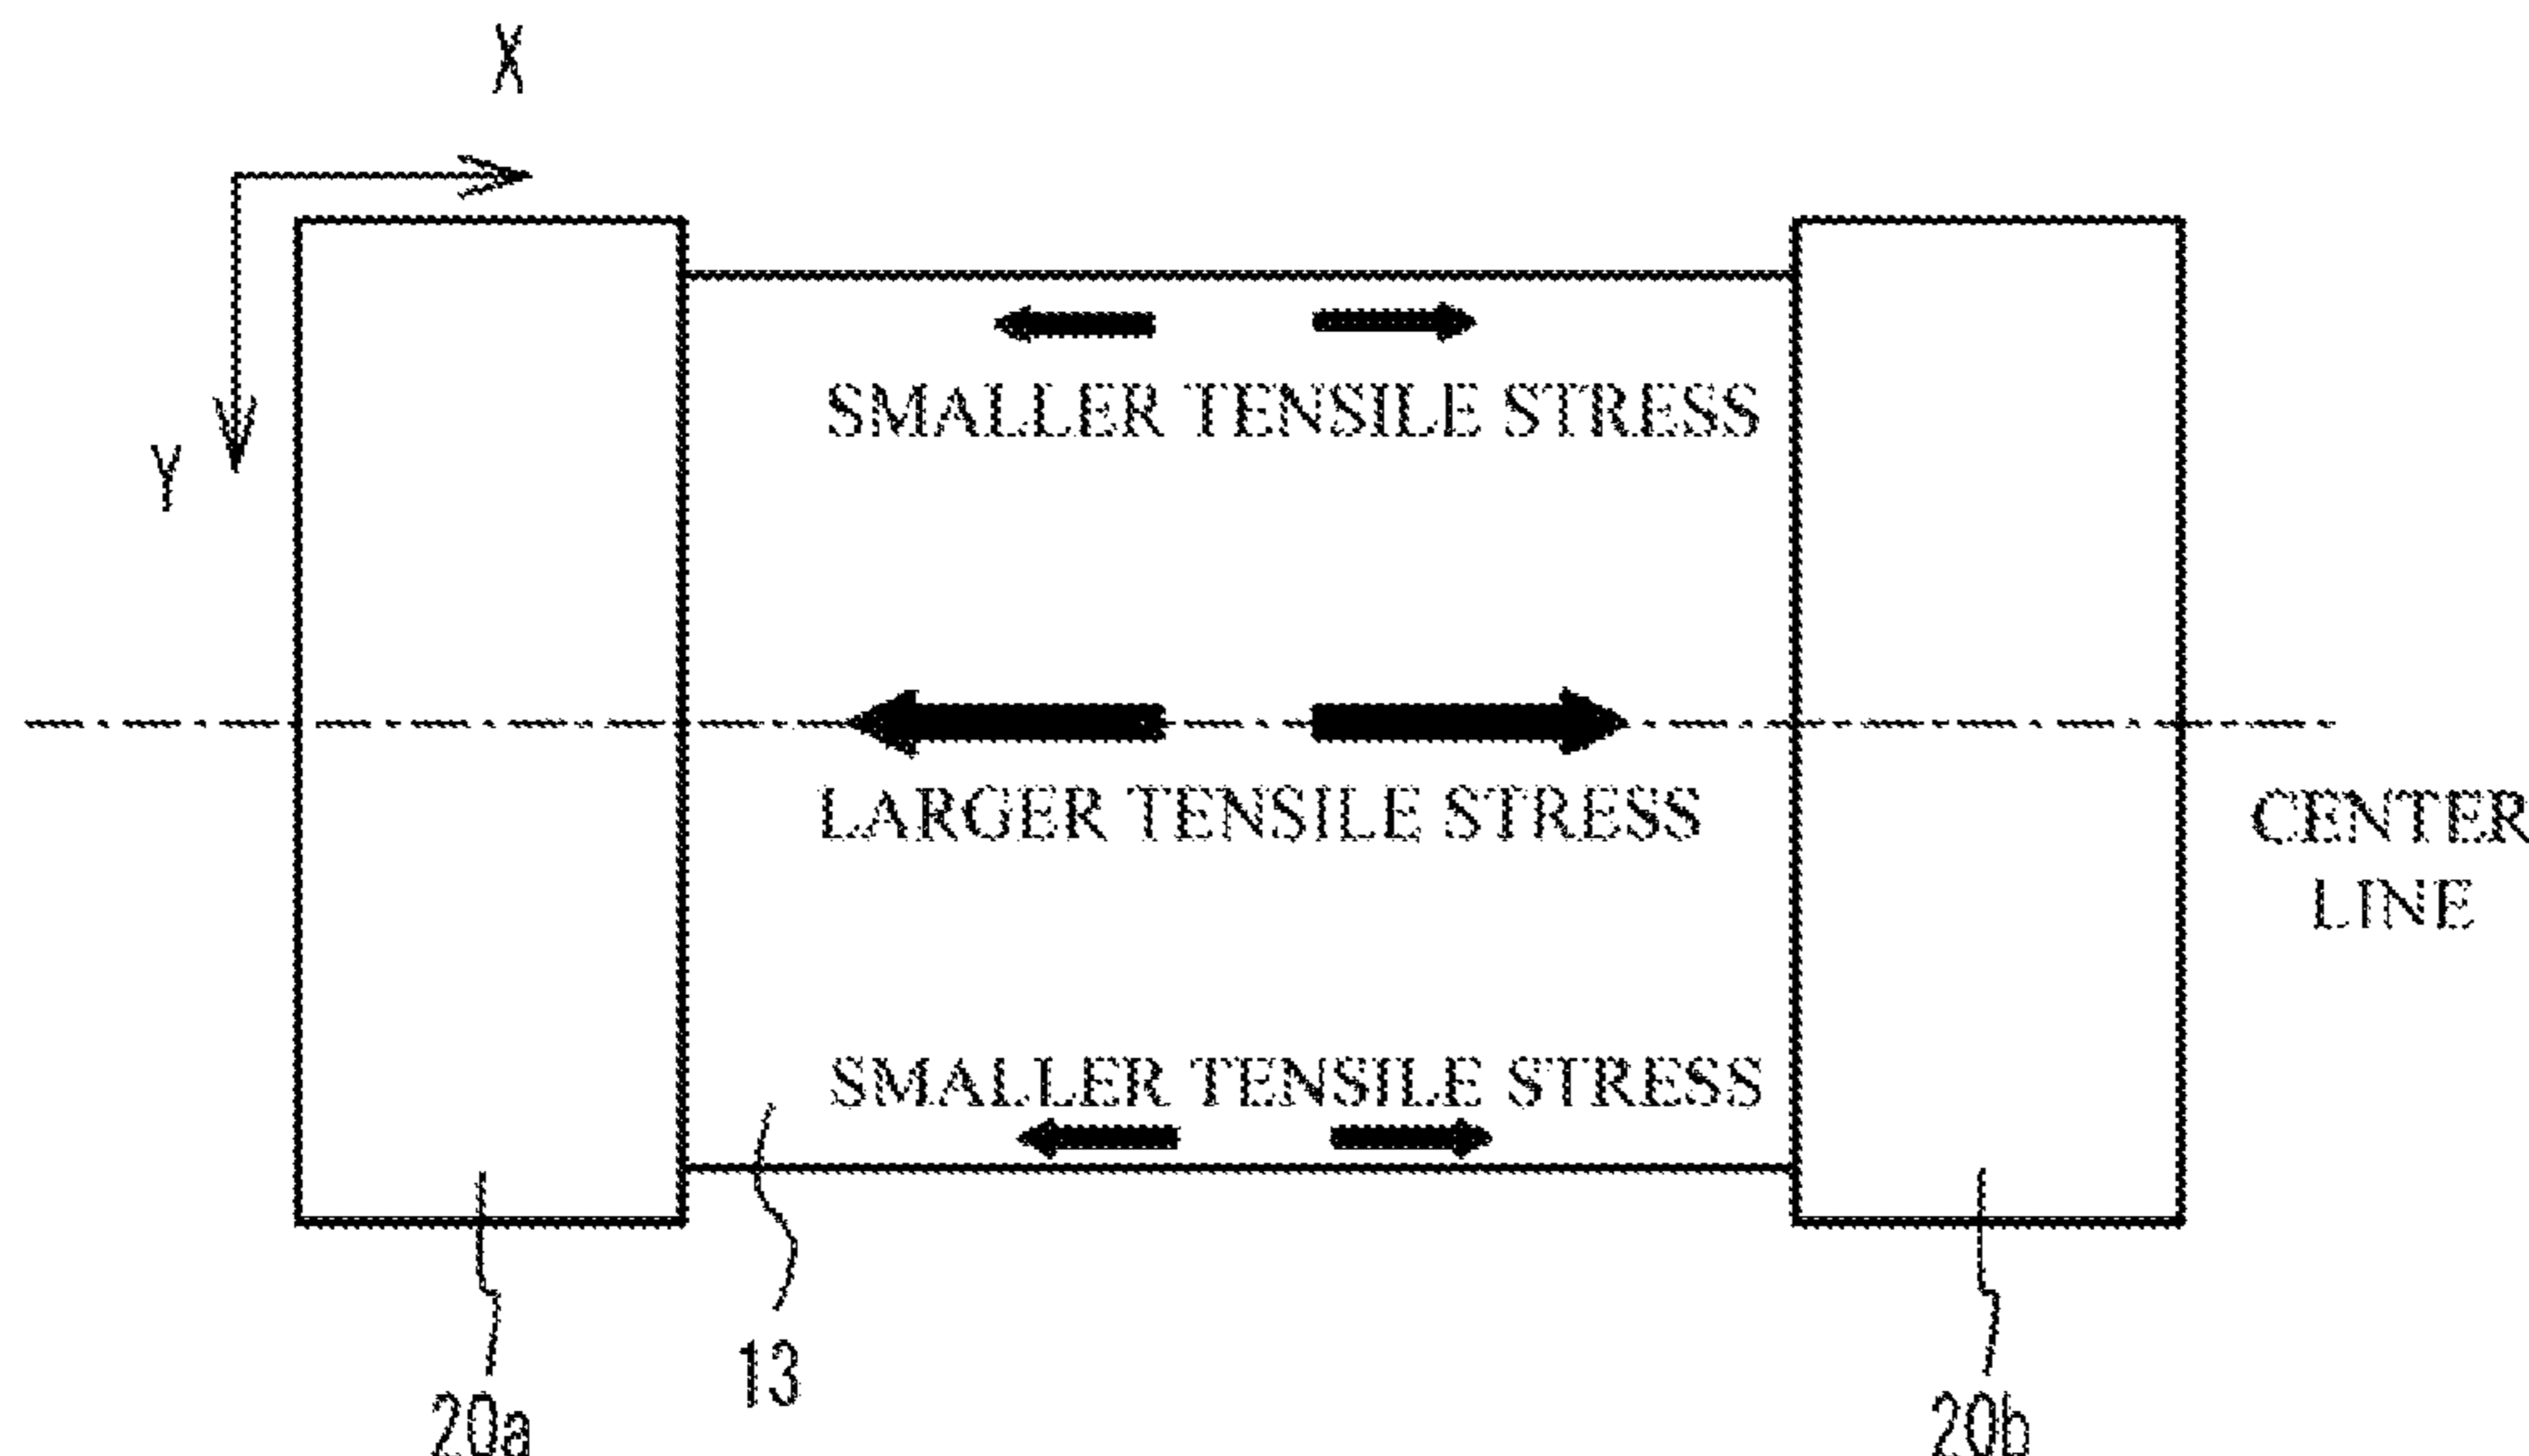 X
Y
SMALLER TENSILE STRESS
LARGER TENSILE STRESS
CENTER
LINE
SMALLER TENSILE STRESS
13
20a
20b